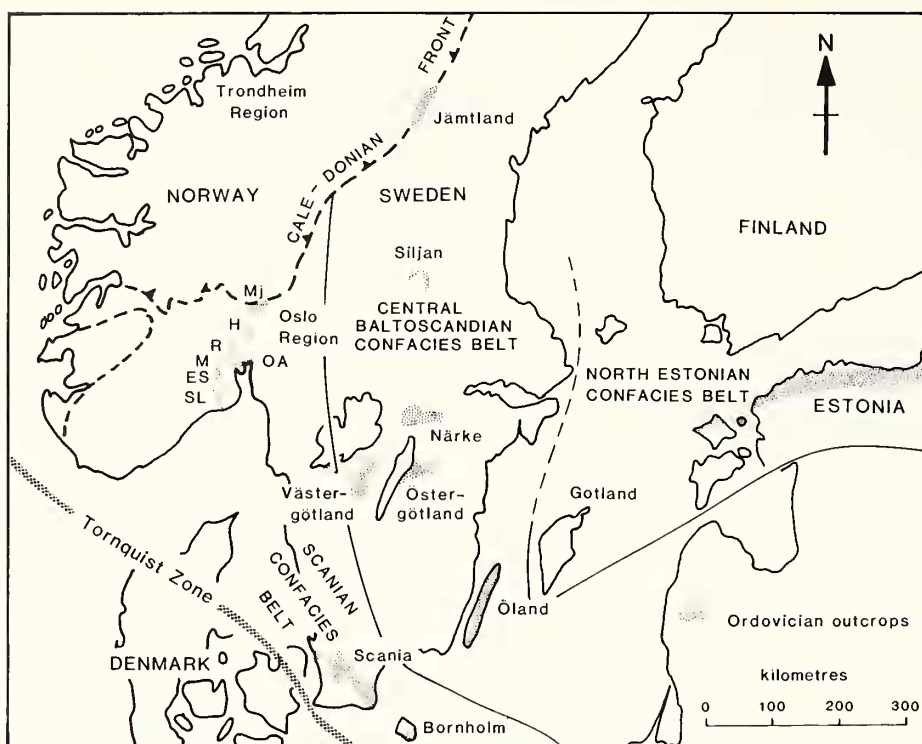 N
Trondheim
Region
CALE-DONIAN FRONT
Jämtland
NORWAY
SWEDEN
FINLAND
Siljan
Mj
H
Oslo
Region
R
M
OA
ES
SL
CENTRAL
BALTOSCANDIAN
CONFACIES BELT
NORTH ESTONIAN
CONFACIES BELT
ESTONIA
Närke
Väster-
götland
Öster-
götland
Gotland
Tornquist Zone
SCANIAN
CONFACIES
BELT
Öland
Ordovician outcrops
DENMARK
Scania
kilometres
Bornholm
0 100 200 300